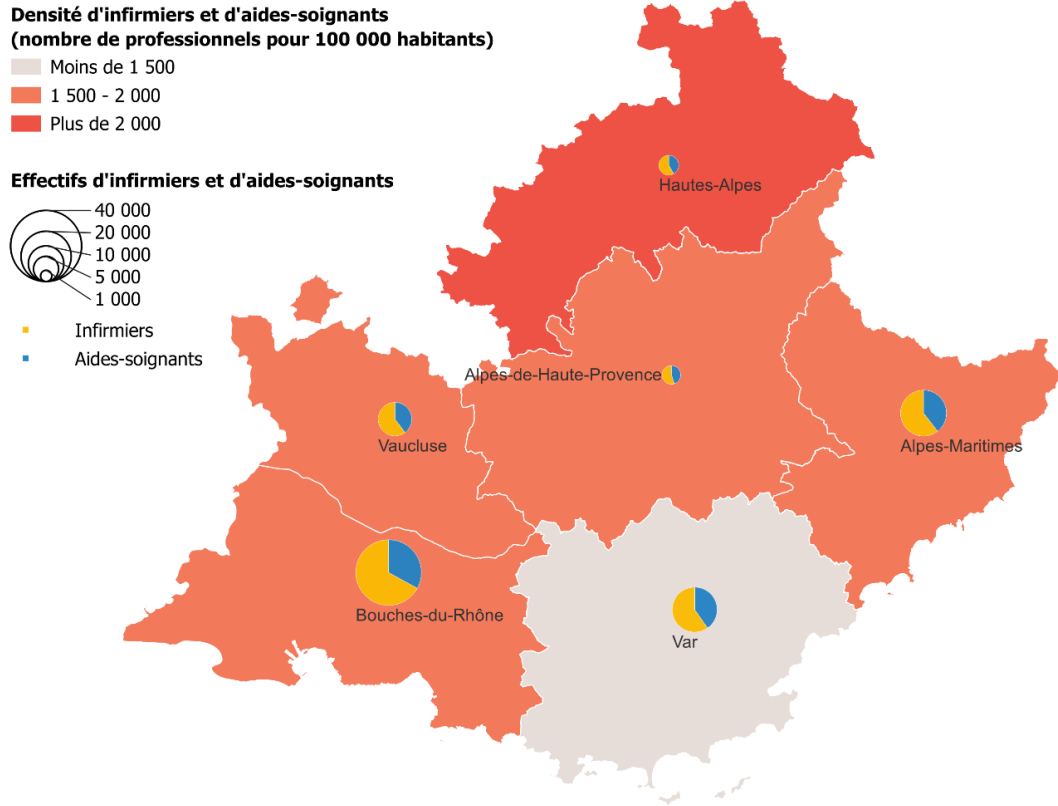 Densité d'infirmiers et d'aides-soignants
(nombre de professionnels pour 100 000 habitants)
Moins de 1 500
1 500 - 2 000
Plus de 2 000
Effectifs d'infirmiers et d'aides-soignants
40 000
20 000
10 000
5 000
1 000
Infirmiers
Aides-soignants
Hautes-Alpes
Alpes-de-Haute-Provence
Vaucluse
Alpes-Maritimes
Bouches-du-Rhône
Var